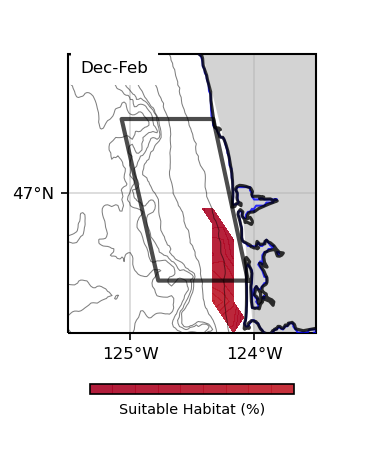 Dec-Feb
47°N
125°W 124°W
Suitable Habitat (%)